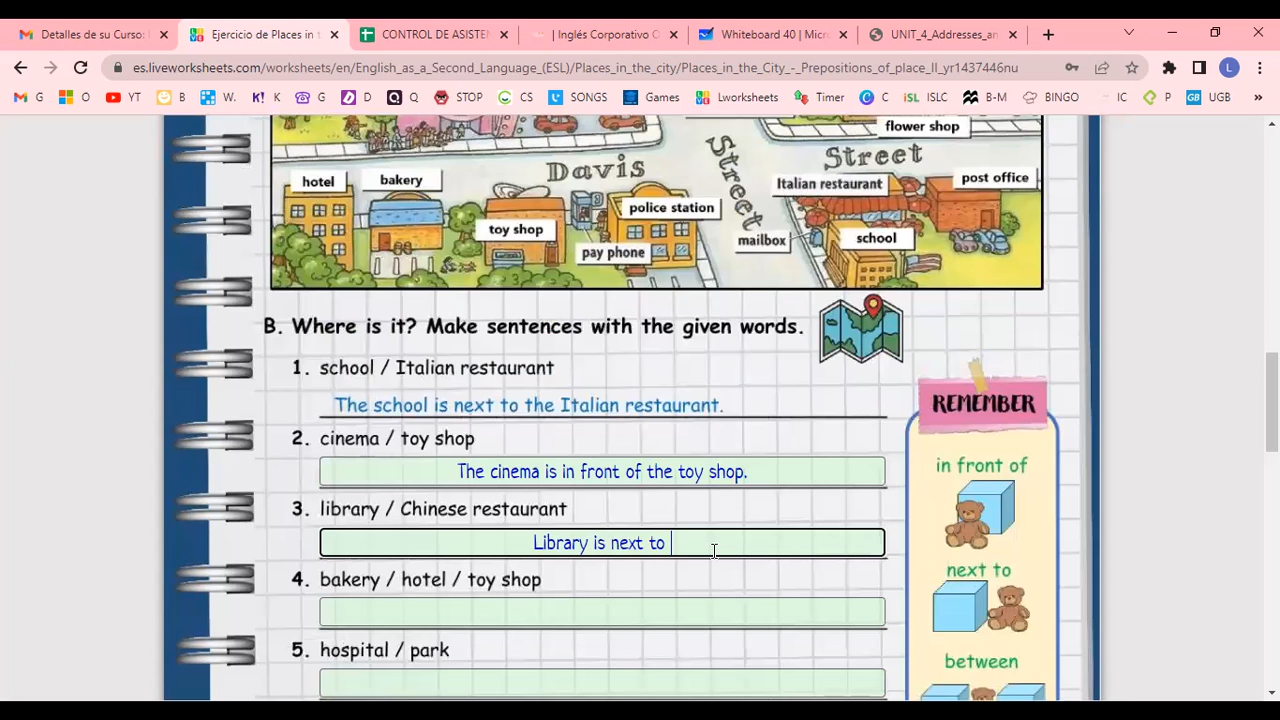 Detalles de su Curso:
Ejercicio de Places in t
CONTROL DE ASISTEN
| Inglés Corporativo O
Whiteboard 40 | Micro
UNIT_4_Addresses_an
es.liveworksheets.com/worksheets/en/English_as_a_Second_Language_(ESL)/Places_in_the_city/Places_in_the_City_-_Prepositions_of_place_II_yr1437446nu
L
G O YT B W. K G D Q STOP CS SONGS Games Lworksheets Timer C iSL ISLC B-M BINGO IC P GB UGB »
flower shop
Davis
Street
Street
hotel
bakery
toy shop
pay phone
police station
Italian restaurant
mailbox
school
post office
B. Where is it? Make sentences with the given words.
1. school / Italian restaurant
The school is next to the Italian restaurant.
2. cinema / toy shop
The cinema is in front of the toy shop.
3. library / Chinese restaurant
Library is next to
4. bakery / hotel / toy shop
5. hospital / park
REMEMBER
in front of
next to
between